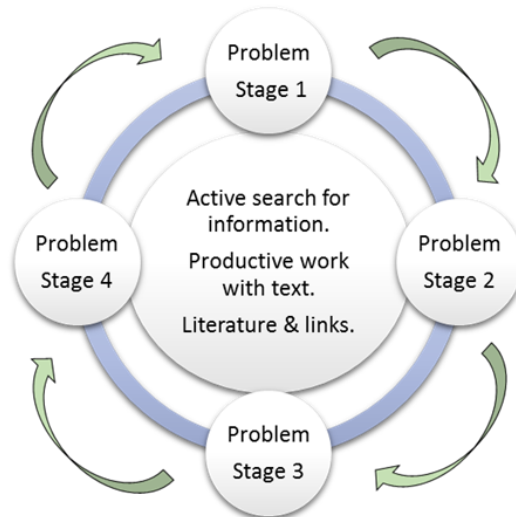 Problem
Stage 1
Active search for
information.
Productive work
with text.
Literature & links.
Problem
Stage 4
Problem
Stage 2
Problem
Stage 3